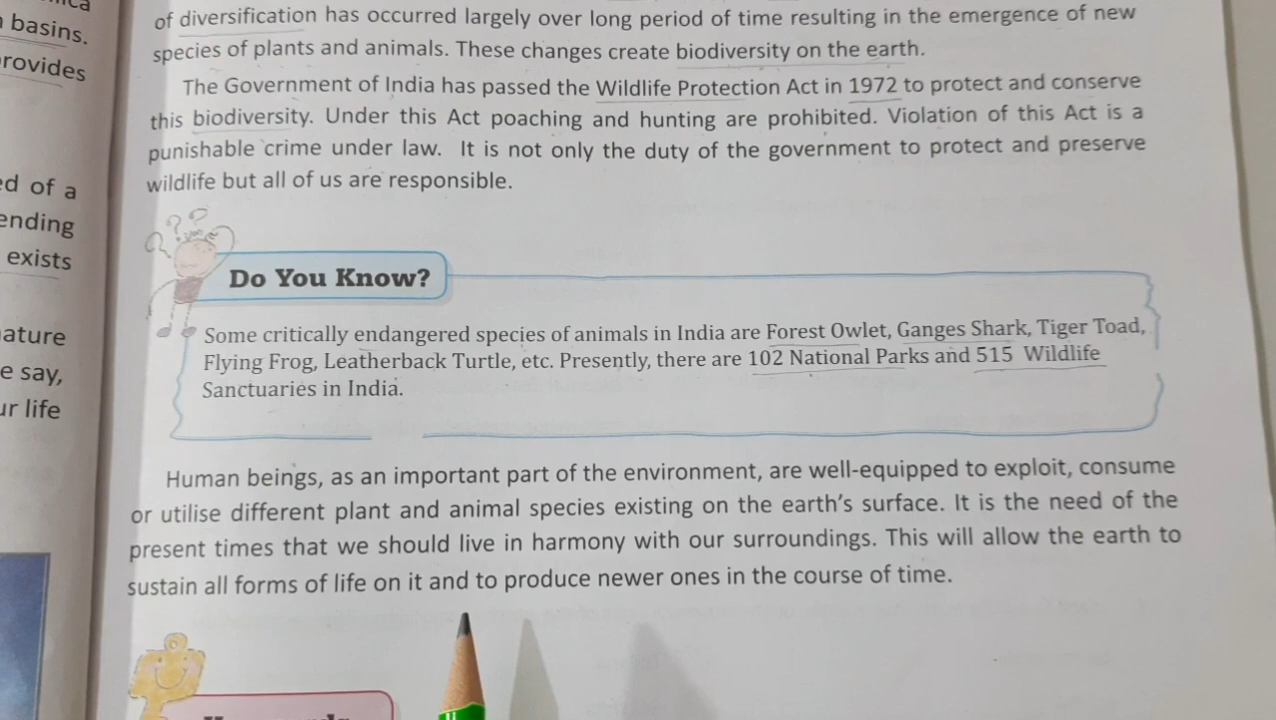 basins.
rovides
ed of a
ending
exists
ature
e say,
ur life
of diversification has occurred largely over long period of time resulting in the emergence of new
species of plants and animals. These changes create biodiversity on the earth.
The Government of India has passed the Wildlife Protection Act in 1972 to protect and conserve
this biodiversity. Under this Act poaching and hunting are prohibited. Violation of this Act is a
punishable crime under law. It is not only the duty of the government to protect and preserve
wildlife but all of us are responsible.
???
Do You Know?
Some critically endangered species of animals in India are Forest Owlet, Ganges Shark, Tiger Toad,
Flying Frog, Leatherback Turtle, etc. Presently, there are 102 National Parks and 515 Wildlife
Sanctuaries in India.
Human beings, as an important part of the environment, are well-equipped to exploit, consume
or utilise different plant and animal species existing on the earth's surface. It is the need of the
present times that we should live in harmony with our surroundings. This will allow the earth to
sustain all forms of life on it and to produce newer ones in the course of time.